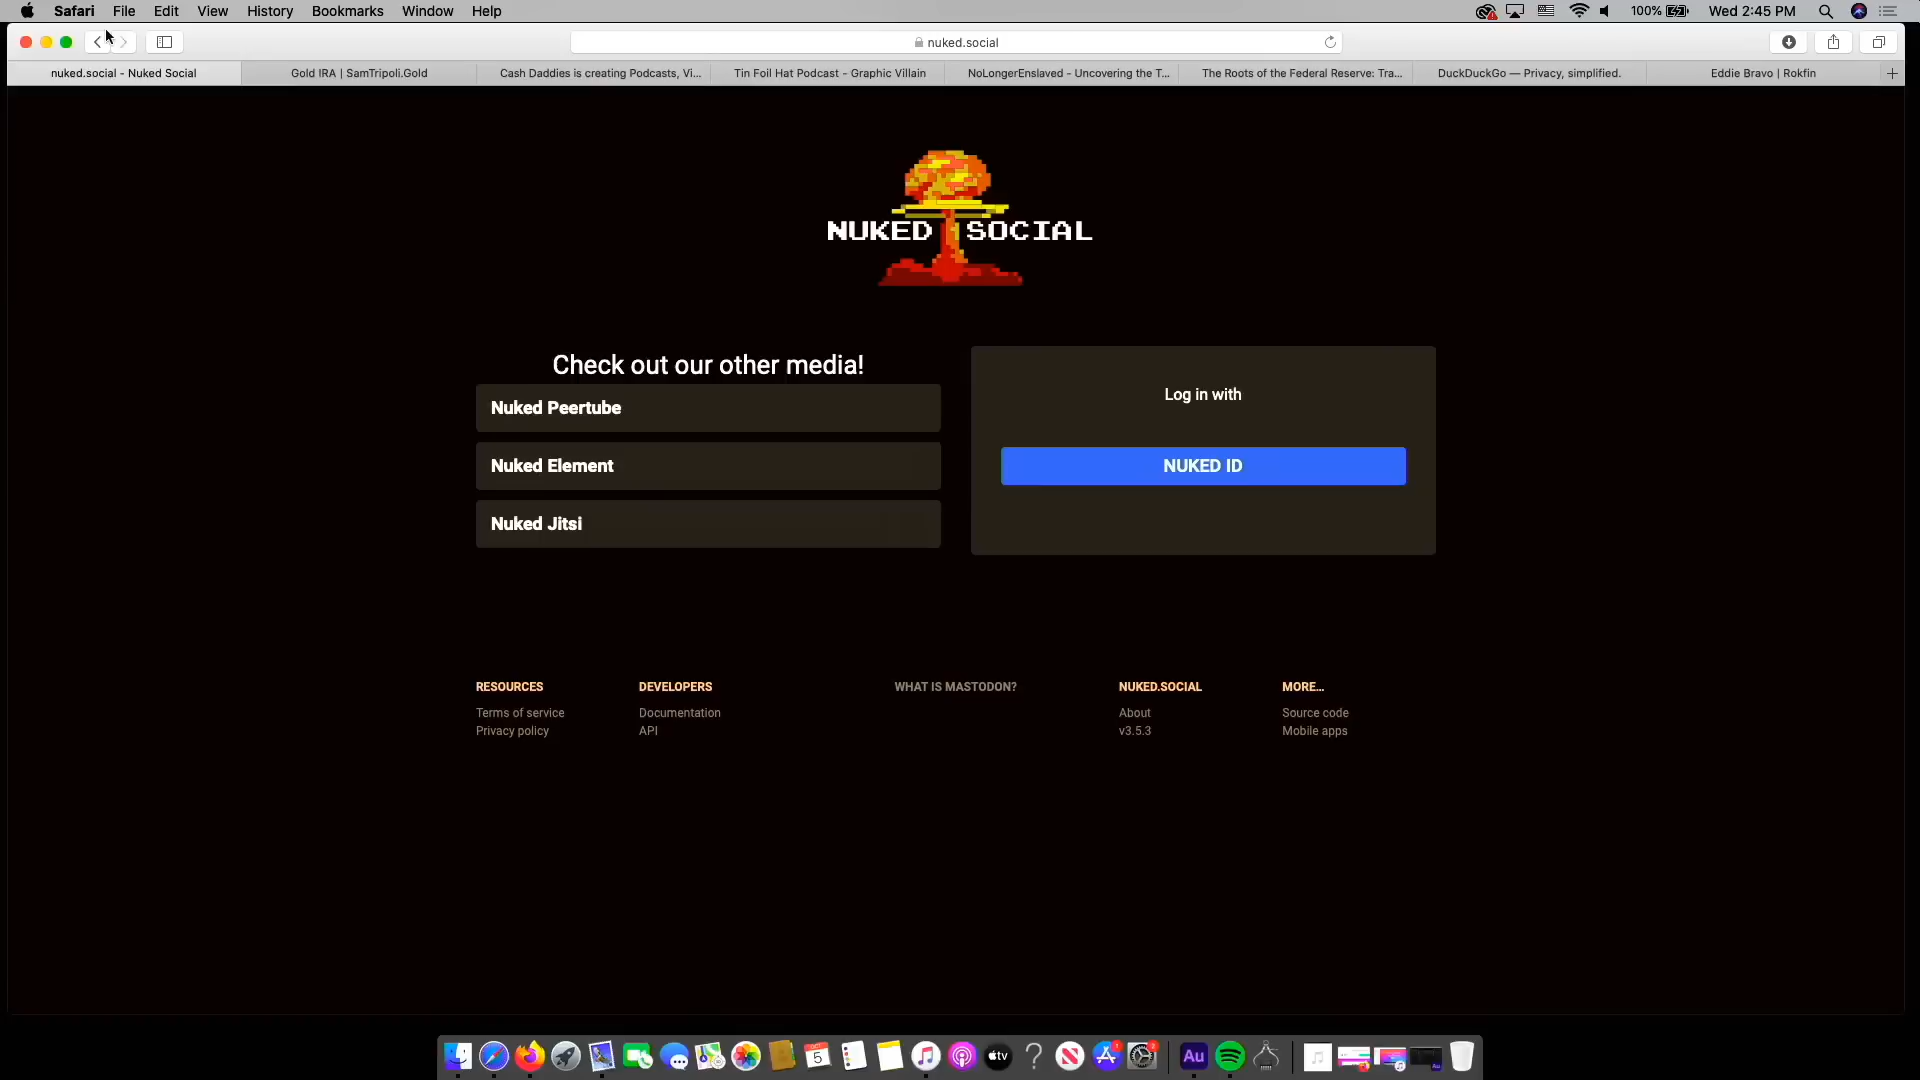 Safari File Edit View History Bookmarks Window Help 100% Wed 2:45 PM
nuked.social
nuked.social - Nuked Social Gold IRA | SamTripoli.Gold Cash Daddies is creating Podcasts, Vi... Tin Foil Hat Podcast - Graphic Villain NoLongerEnslaved - Uncovering the T... The Roots of the Federal Reserve: Tra... DuckDuckGo — Privacy, simplified. Eddie Bravo | Rokfin
NUKED SOCIAL
Check out our other media!
Nuked Peertube
Nuked Element
Nuked Jitsi
Log in with
NUKED ID
RESOURCES
Terms of service
Privacy policy
DEVELOPERS
Documentation
API
WHAT IS MASTODON?
NUKED.SOCIAL
About
v3.5.3
MORE...
Source code
Mobile apps
OCT
5
tv
Au